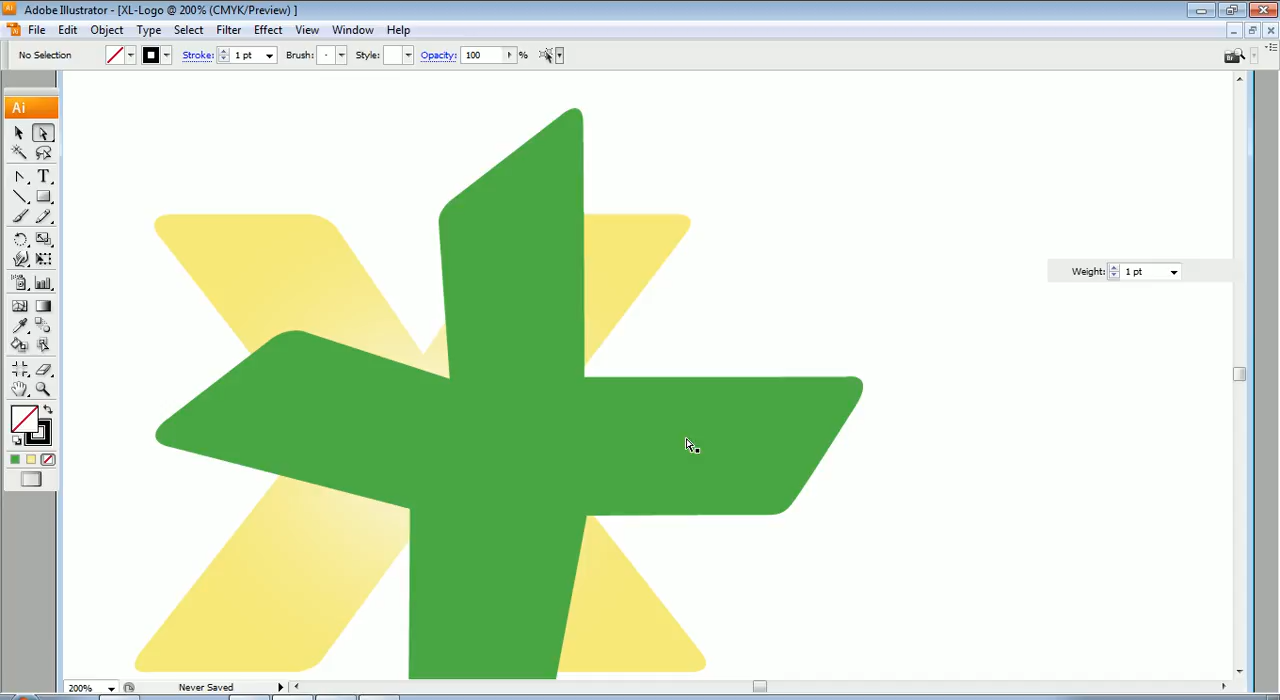 Adobe Illustrator - [XL-Logo @ 200% (CMYK/Preview) ]
File Edit Object Type Select Filter Effect View Window Help
No Selection Stroke: 1 pt Brush: Style: Opacity: 100 %
Ai
T
Weight: 1 pt
200% Never Saved